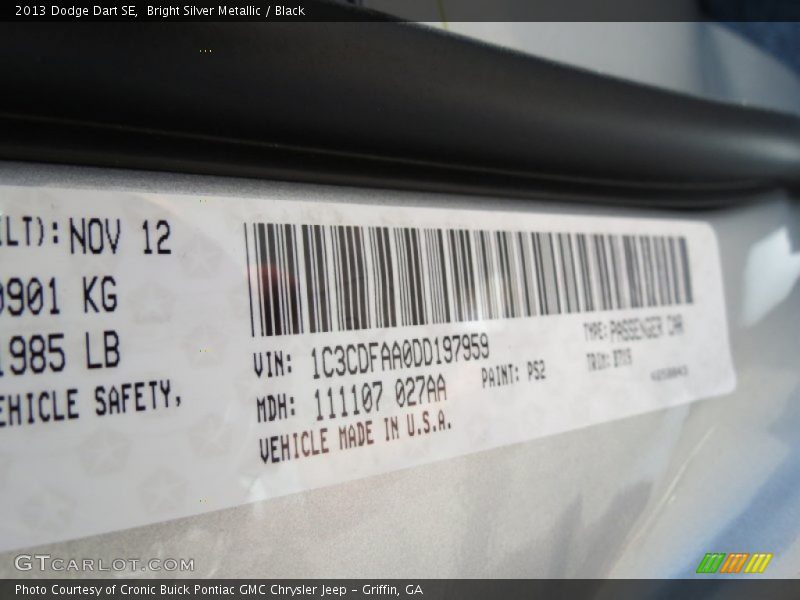 2013 Dodge Dart SE, Bright Silver Metallic / Black
ILT): NOV 12
0901 KG
1985 LB
EHICLE SAFETY,
VIN: 1C3CDFAA0DD197959
TYPE: PASSENGER CAR
MDH: 111107 027AA
PAINT: PS2
TRIM:
VEHICLE MADE IN U.S.A.
GTCARLOT.COM
Photo Courtesy of Cronic Buick Pontiac GMC Chrysler Jeep - Griffin, GA